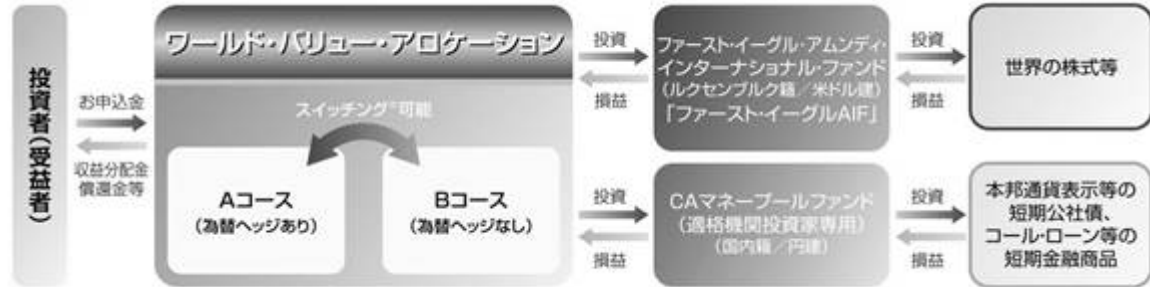 投資者(受益者)
お申込金
収益分配金
償還金等
ワールド・バリュー・アロケーション
スイッチング※可能
Aコース
(為替ヘッジあり)
Bコース
(為替ヘッジなし)
投資
損益
ファースト・イーグル・アムンディ・
インターナショナル・ファンド
(ルクセンブルク籍/米ドル建)
「ファースト・イーグルAIF」
投資
損益
世界の株式等
投資
損益
CAマネープールファンド
(適格機関投資家専用)
(国内籍/円建)
投資
損益
本邦通貨表示等の
短期公社債、
コール・ローン等の
短期金融商品